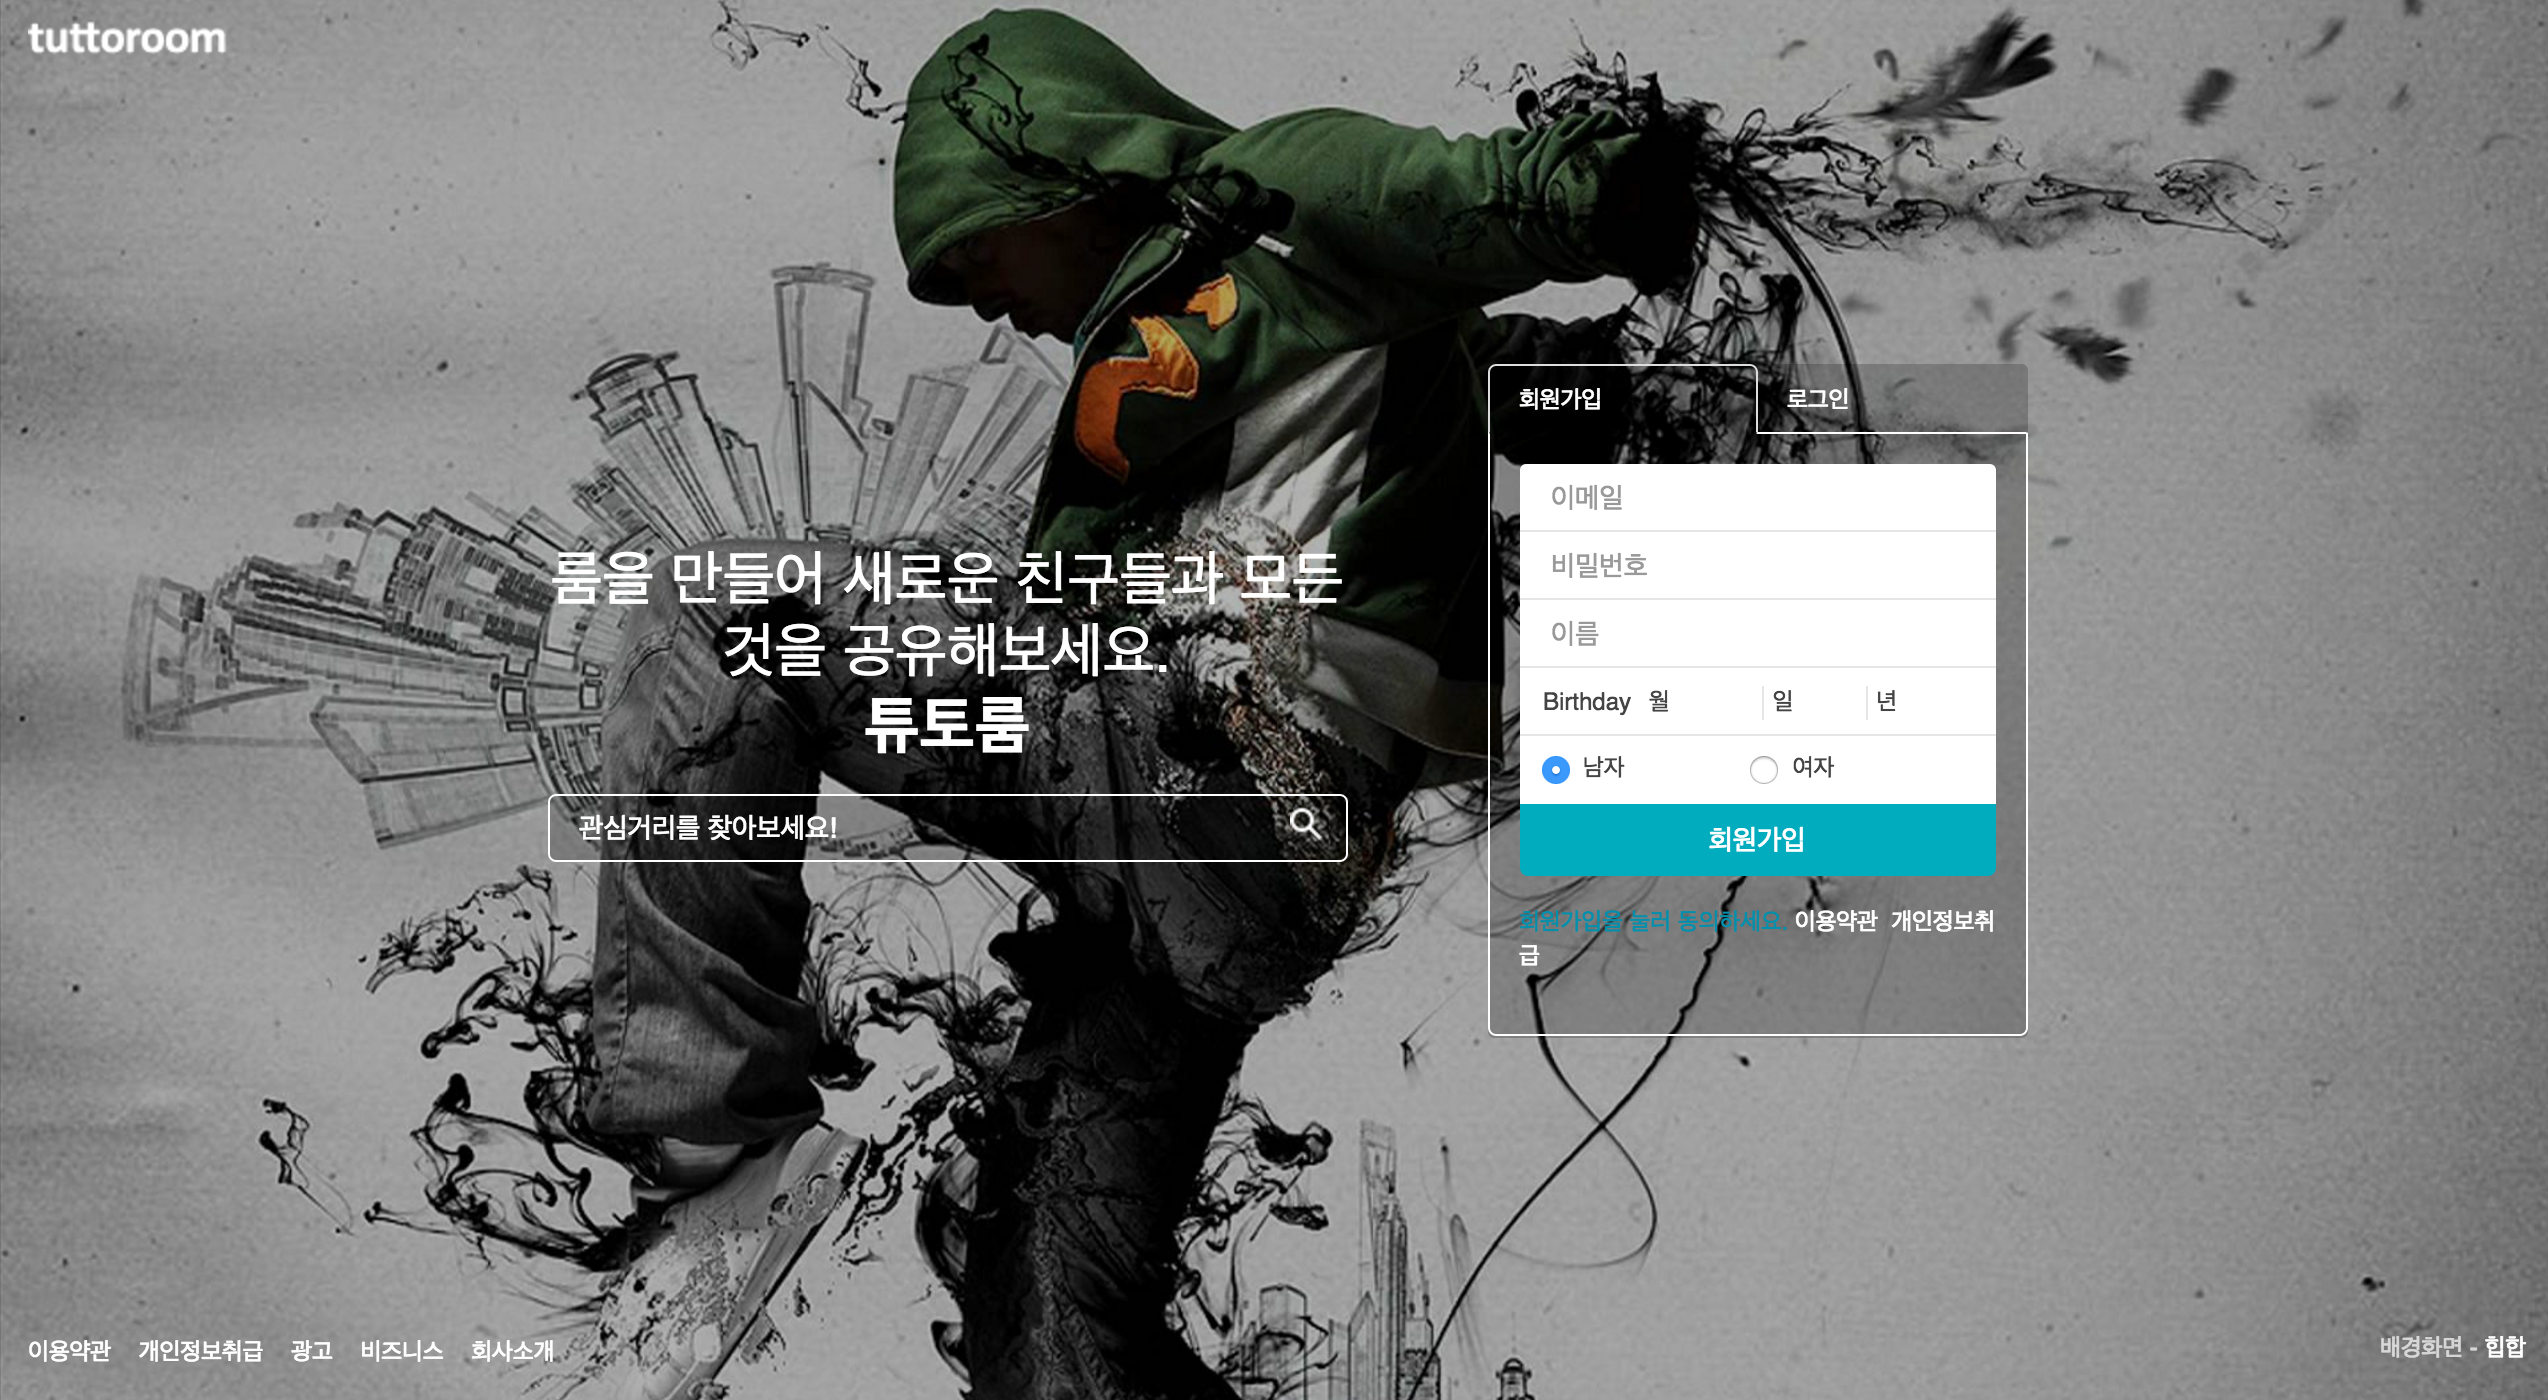 tuttoroom
룸을 만들어 새로운 친구들과 모든
것을 공유해보세요.
튜토룸
관심거리를 찾아보세요!
회원가입 로그인
이메일
비밀번호
이름
Birthday 월 일 년
남자 여자
회원가입
회원가입을 눌러 동의하세요. 이용약관 개인정보취
급
이용약관 개인정보취급 광고 비즈니스 회사소개
배경화면 - 힙합